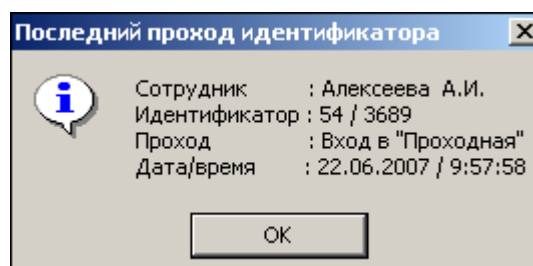 Последний проход идентификатора
Сотрудник : Алексеева А.И.
Идентификатор : 54 / 3689
Проход : Вход в "Проходная"
Дата/время : 22.06.2007 / 9:57:58
OK